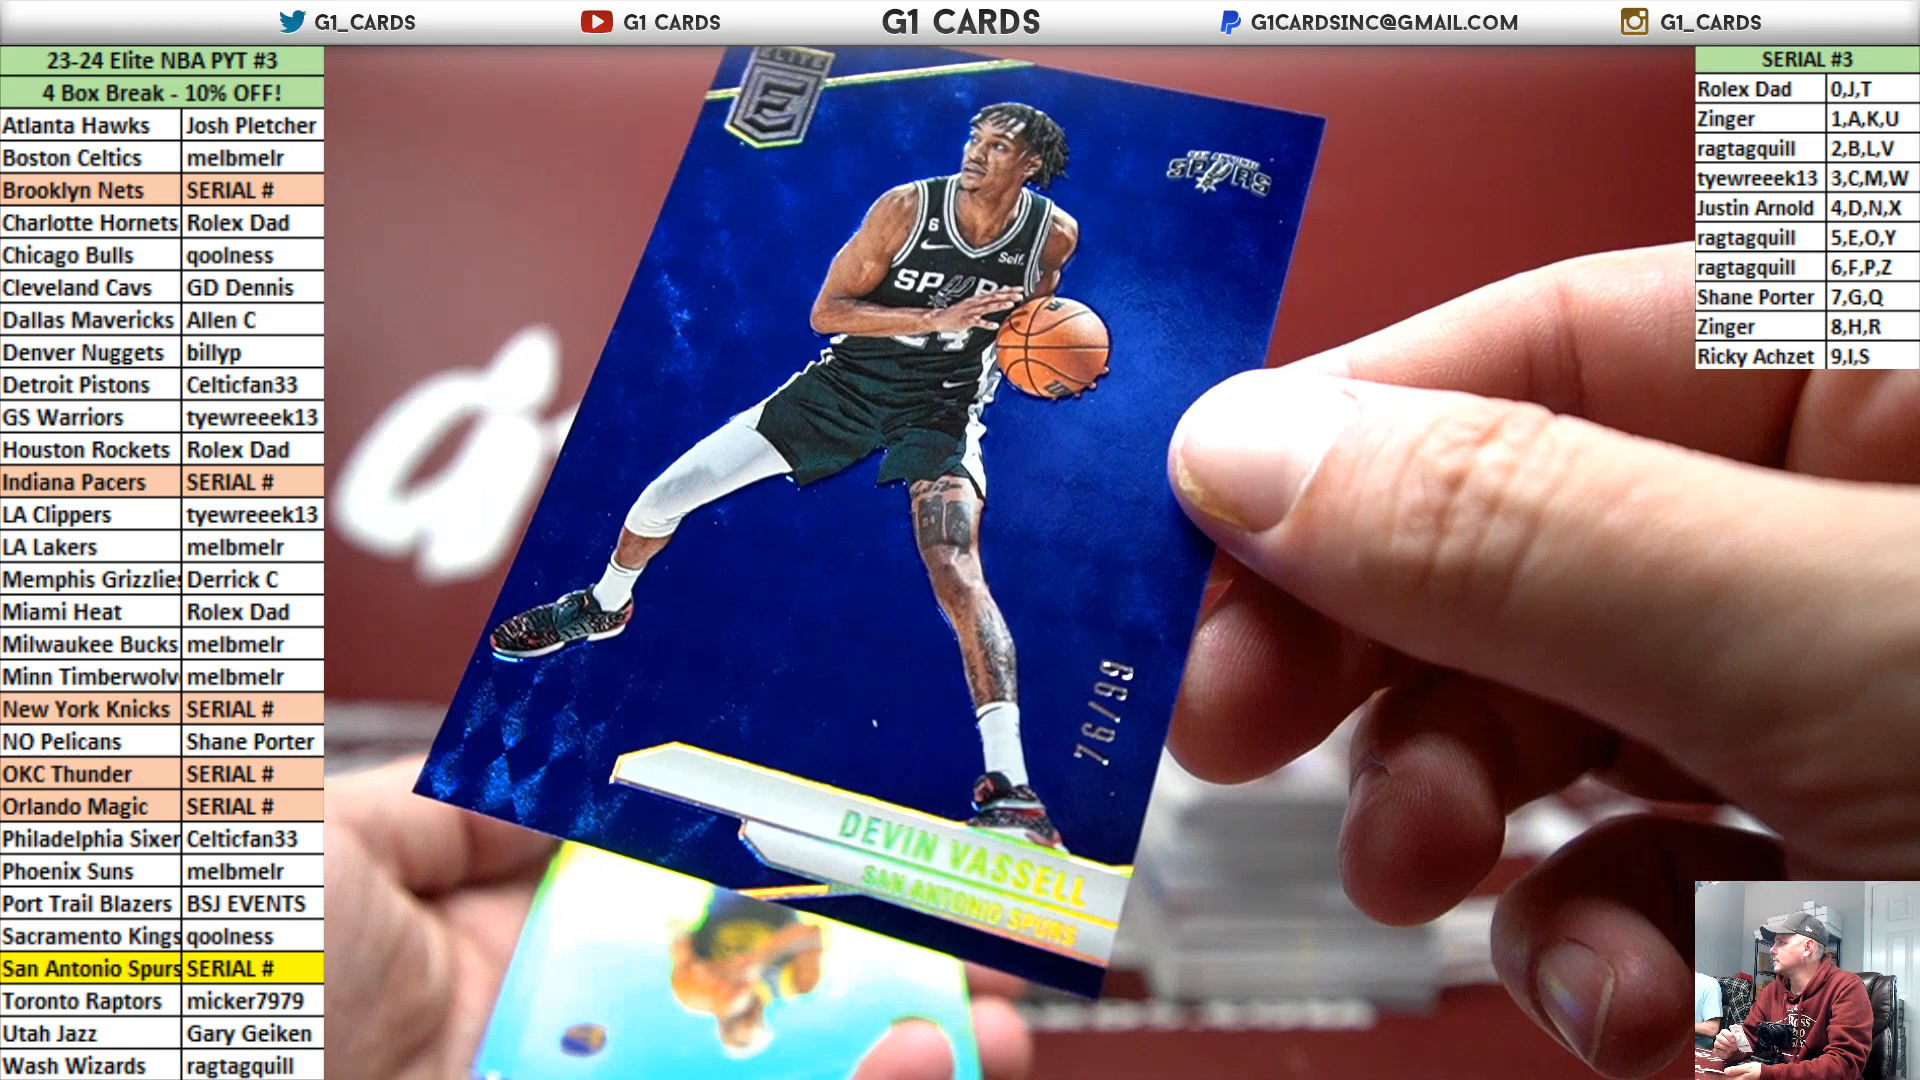 G1_CARDS G1 CARDS G1 CARDS G1CARDSINC@GMAIL.COM G1_CARDS
23-24 Elite NBA PYT #3
4 Box Break - 10% OFF!
Atlanta Hawks Josh Pletcher
Boston Celtics melbmelr
Brooklyn Nets SERIAL #
Charlotte Hornets Rolex Dad
Chicago Bulls qoolness
Cleveland Cavs GD Dennis
Dallas Mavericks Allen C
Denver Nuggets billyp
Detroit Pistons Celticfan33
GS Warriors tyewreeek13
Houston Rockets Rolex Dad
Indiana Pacers SERIAL #
LA Clippers tyewreeek13
LA Lakers melbmelr
Memphis Grizzlies Derrick C
Miami Heat Rolex Dad
Milwaukee Bucks melbmelr
Minn Timberwolv melbmelr
New York Knicks SERIAL #
NO Pelicans Shane Porter
OKC Thunder SERIAL #
Orlando Magic SERIAL #
Philadelphia Sixer Celticfan33
Phoenix Suns melbmelr
Port Trail Blazers BSJ EVENTS
Sacramento Kings qoolness
San Antonio Spurs SERIAL #
Toronto Raptors micker7979
Utah Jazz Gary Geiken
Wash Wizards ragtagquill
ELITE
E
SAN ANTONIO
SPURS
6
Self.
SPURS
24
76/99
DEVIN VASSELL
SAN ANTONIO SPURS
SERIAL #3
Rolex Dad 0,J,T
Zinger 1,A,K,U
ragtagquill 2,B,L,V
tyewreeek13 3,C,M,W
Justin Arnold 4,D,N,X
ragtagquill 5,E,O,Y
ragtagquill 6,F,P,Z
Shane Porter 7,G,Q
Zinger 8,H,R
Ricky Achzet 9,I,S